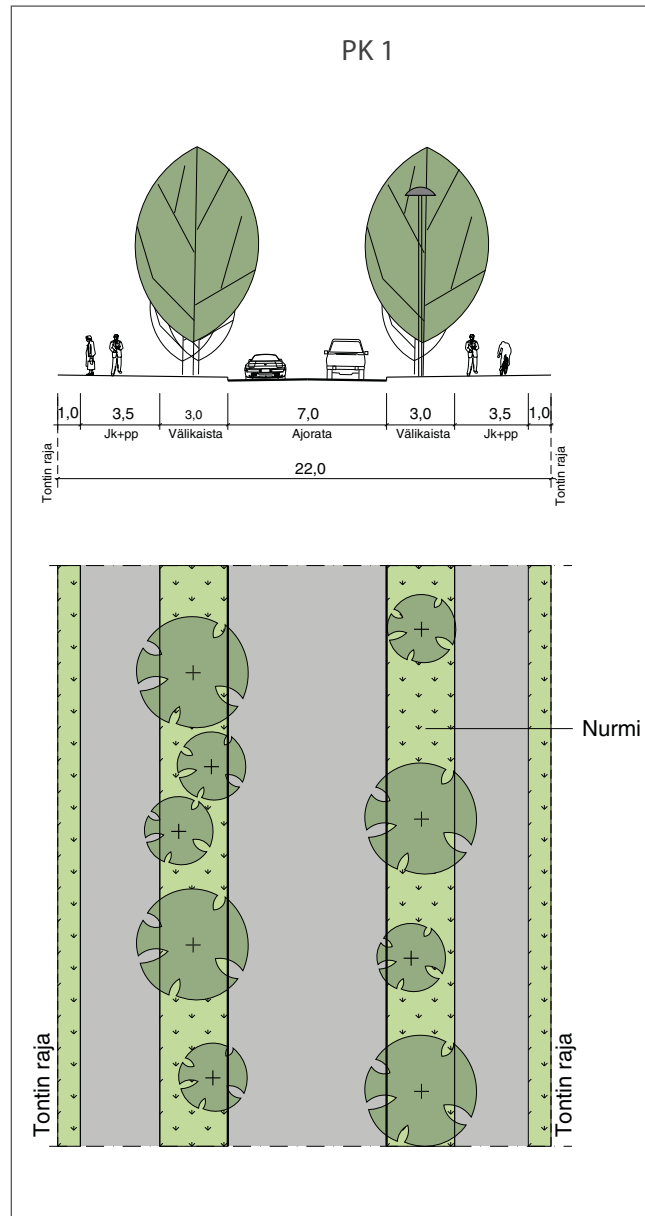 PK 1
1,0 3,5 3,0 7,0 3,0 3,5 1,0
Jk+pp Välikaista Ajorata Välikaista Jk+pp
Tontin raja
22,0
Tontin raja
Nurmi
Tontin raja
Tontin raja